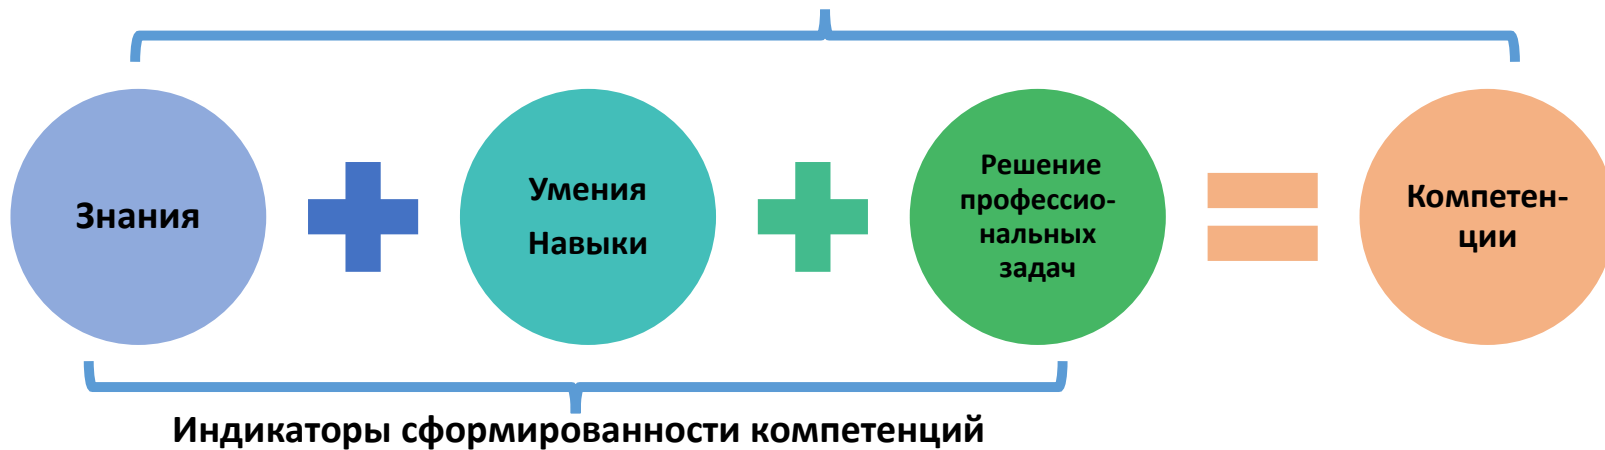 Знания
Умения
Навыки
Решение
профессио-
нальных
задач
Компетен-
ции
Индикаторы сформированности компетенций